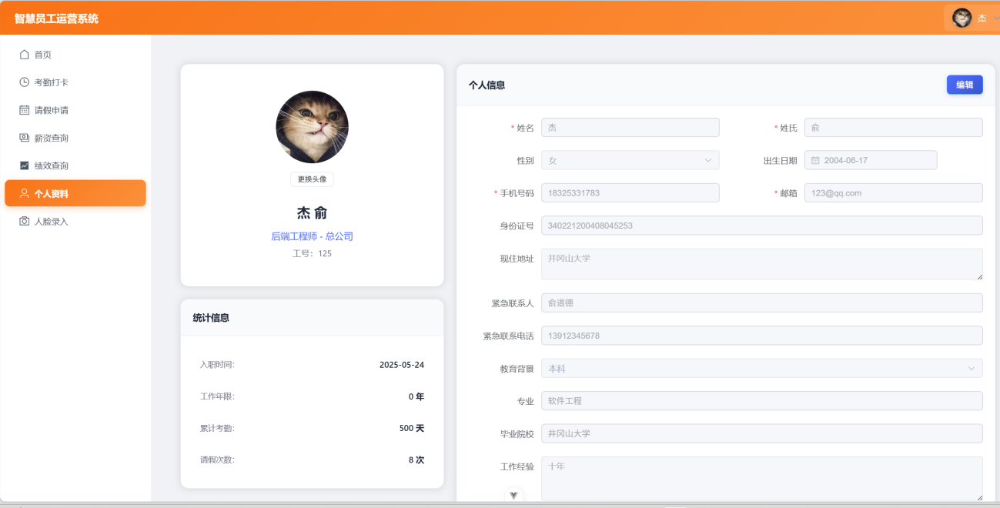 智慧员工运营系统
杰
首页
考勤打卡
请假申请
薪资查询
绩效查询
个人资料
人脸录入
更换头像
杰 俞
后端工程师 - 总公司
工号：125
统计信息
入职时间: 2025-05-24
工作年限: 0 年
累计考勤: 500 天
请假次数: 8 次
个人信息 编辑
* 姓名 杰 * 姓氏 俞
性别 女 出生日期 2004-06-17
* 手机号码 18325331783 * 邮箱 123@qq.com
身份证号 340221200408045253
现住地址 井冈山大学
紧急联系人 俞道德
紧急联系电话 13912345678
教育背景 本科
专业 软件工程
毕业院校 井冈山大学
工作经验 十年